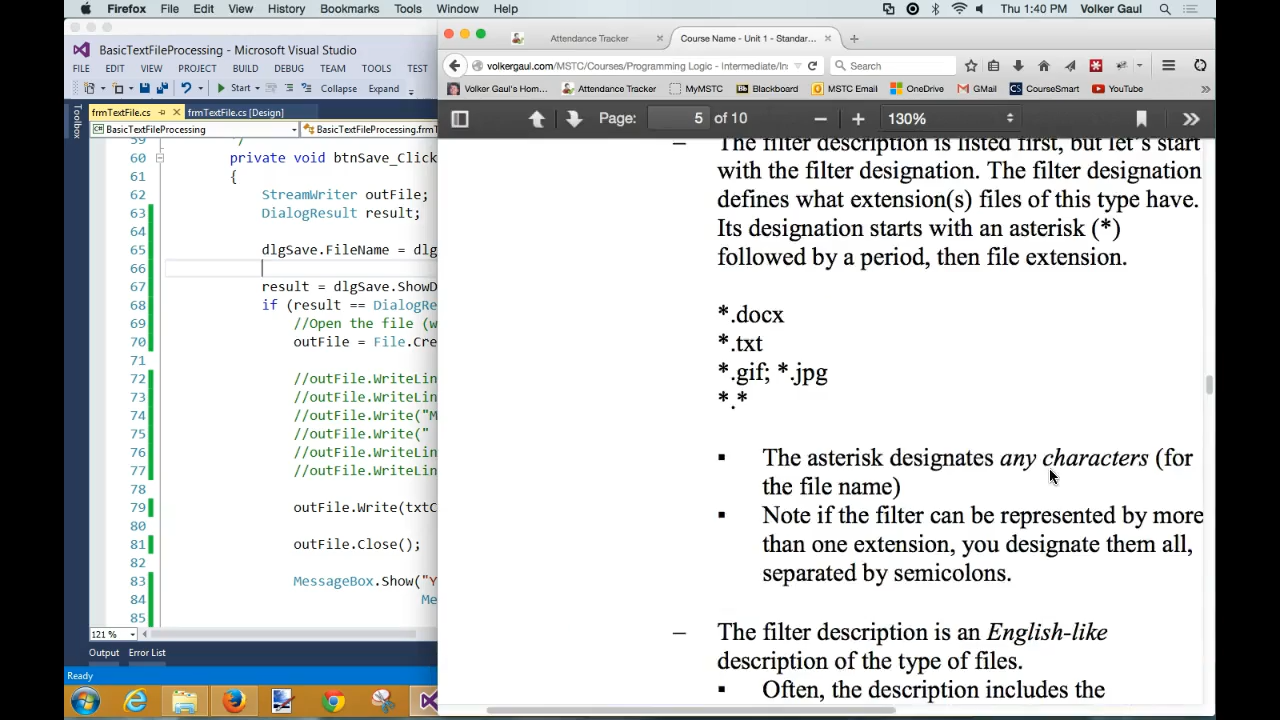 Firefox File Edit View History Bookmarks Tools Window Help Thu 1:40 PM Volker Gaul
BasicTextFileProcessing - Microsoft Visual Studio
FILE EDIT VIEW PROJECT BUILD DEBUG TEAM TOOLS TEST
Start Collapse Expand
frmTextFile.cs frmTextFile.cs [Design]
BasicTextFileProcessing BasicTextFileProcessing.frmT
Toolbox
59 */
60 private void btnSave_Click
61 {
62 StreamWriter outFile;
63 DialogResult result;
64
65 dlgSave.FileName = dlg
66
67 result = dlgSave.ShowD
68 if (result == DialogRe
69 //Open the file (w
70 outFile = File.Cre
71
72 //outFile.WriteLin
73 //outFile.WriteLin
74 //outFile.Write("M
75 //outFile.Write("
76 //outFile.WriteLin
77 //outFile.WriteLin
78
79 outFile.Write(txtC
80
81 outFile.Close();
82
83 MessageBox.Show("Y
84 Me
85
121 %
Output Error List
Ready
Attendance Tracker Course Name - Unit 1 - Standar...
volkergaul.com/MSTC/Courses/Programming Logic - Intermediate/In Search
Volker Gaul's Hom... Attendance Tracker MyMSTC Blackboard MSTC Email OneDrive GMail CS CourseSmart YouTube
Page: 5 of 10 130%
– The filter description is listed first, but let's start
with the filter designation. The filter designation
defines what extension(s) files of this type have.
Its designation starts with an asterisk (*)
followed by a period, then file extension.
*.docx
*.txt
*.gif; *.jpg
*.*
▪ The asterisk designates any characters (for
the file name)
▪ Note if the filter can be represented by more
than one extension, you designate them all,
separated by semicolons.
– The filter description is an English-like
description of the type of files.
▪ Often, the description includes the